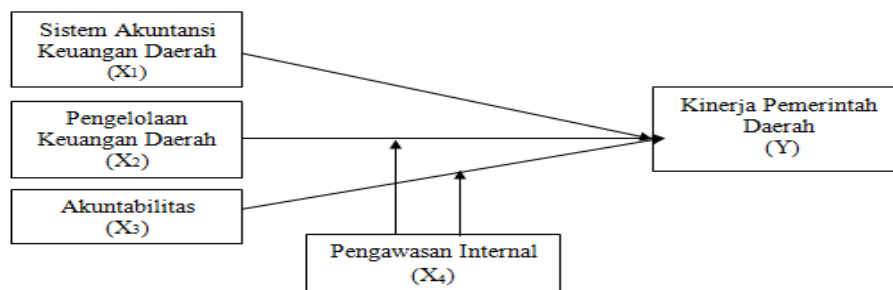 Sistem Akuntansi
Keuangan Daerah
(X1)
Pengelolaan
Keuangan Daerah
(X2)
Akuntabilitas
(X3)
Kinerja Pemerintah
Daerah
(Y)
Pengawasan Internal
(X4)